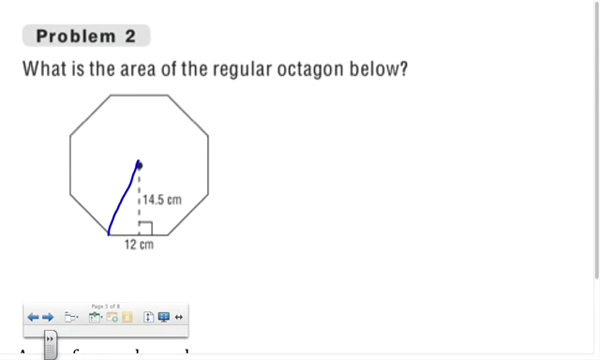 Problem 2
What is the area of the regular octagon below?
14.5 cm
12 cm
Page 5 of 8